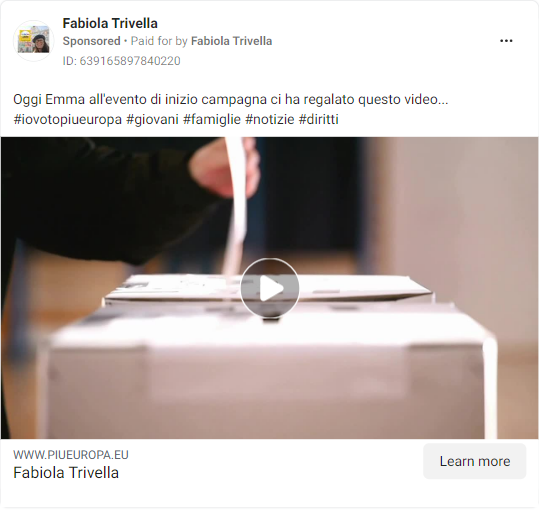 Fabiola Trivella
Sponsored • Paid for by Fabiola Trivella
ID: 639165897840220
Oggi Emma all'evento di inizio campagna ci ha regalato questo video...
#iovotopiueuropa #giovani #famiglie #notizie #diritti
WWW.PIUEUROPA.EU
Fabiola Trivella
Learn more